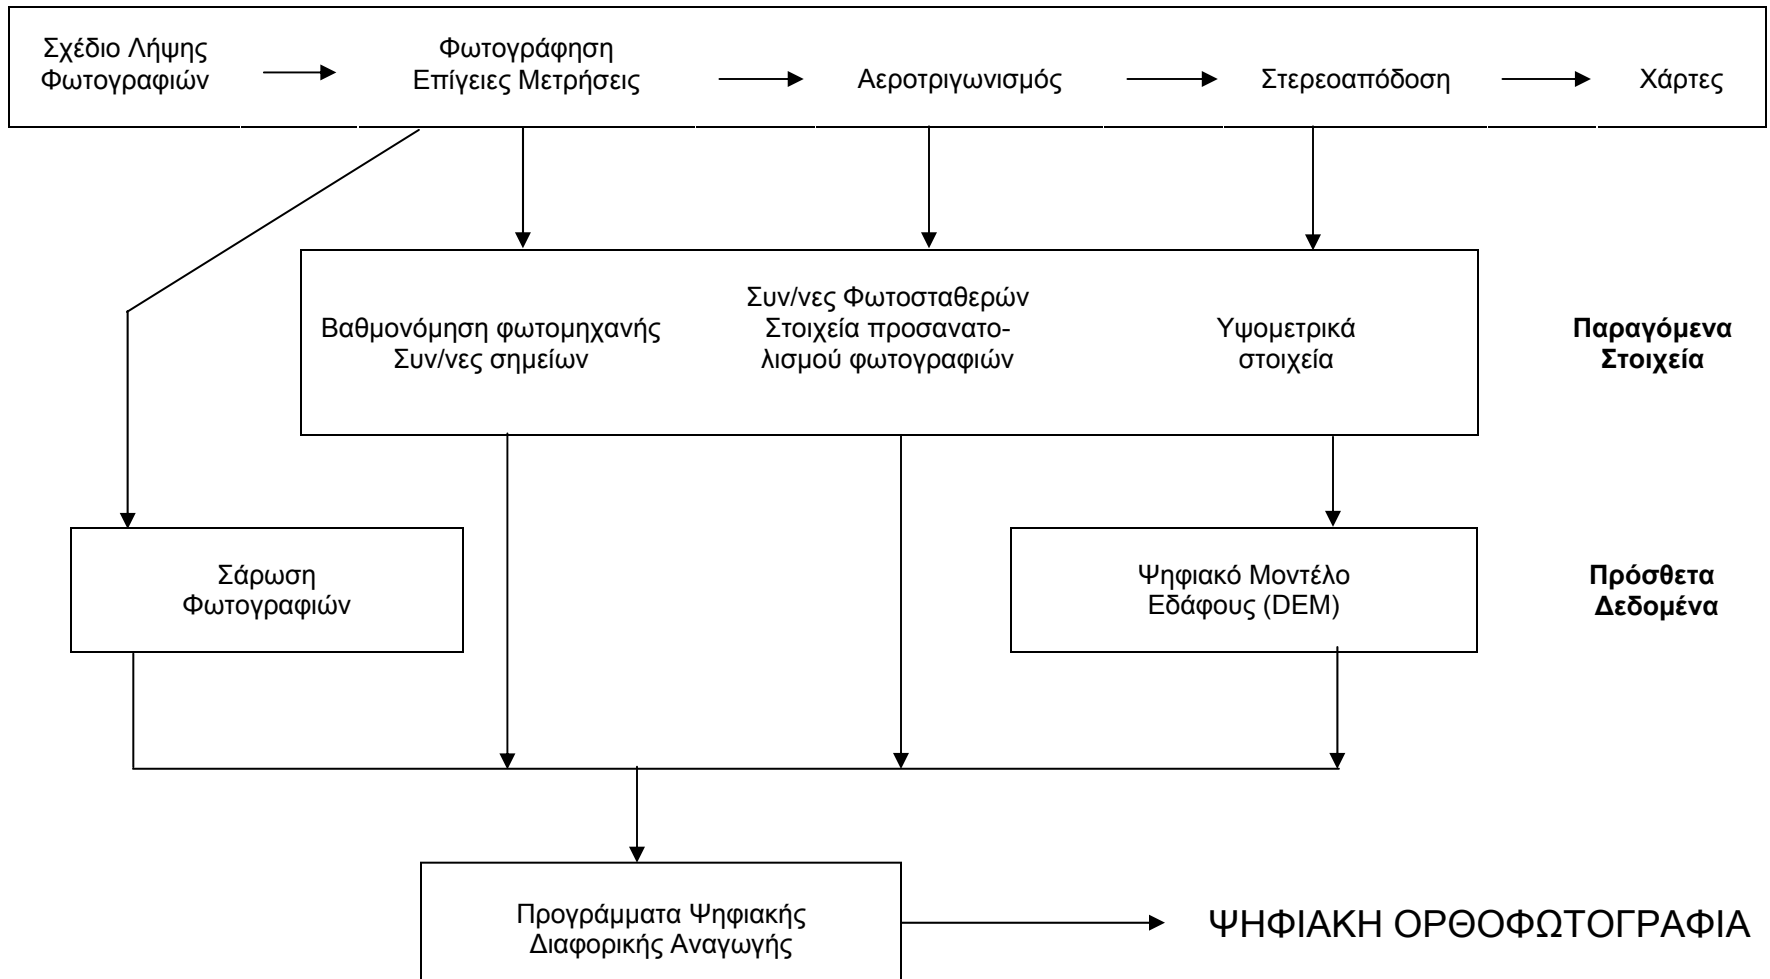 Σχέδιο Λήψης
Φωτογραφιών
Φωτογράφηση
Επίγειες Μετρήσεις
Αεροτριγωνισμός
Στερεοαπόδοση
Χάρτες
Βαθμονόμηση φωτομηχανής
Συν/νες σημείων
Συν/νες Φωτοσταθερών
Στοιχεία προσανατο-
λισμού φωτογραφιών
Υψομετρικά
στοιχεία
Παραγόμενα
Στοιχεία
Σάρωση
Φωτογραφιών
Ψηφιακό Μοντέλο
Εδάφους (DEM)
Πρόσθετα
Δεδομένα
Προγράμματα Ψηφιακής
Διαφορικής Αναγωγής
ΨΗΦΙΑΚΗ ΟΡΘΟΦΩΤΟΓΡΑΦΙΑ